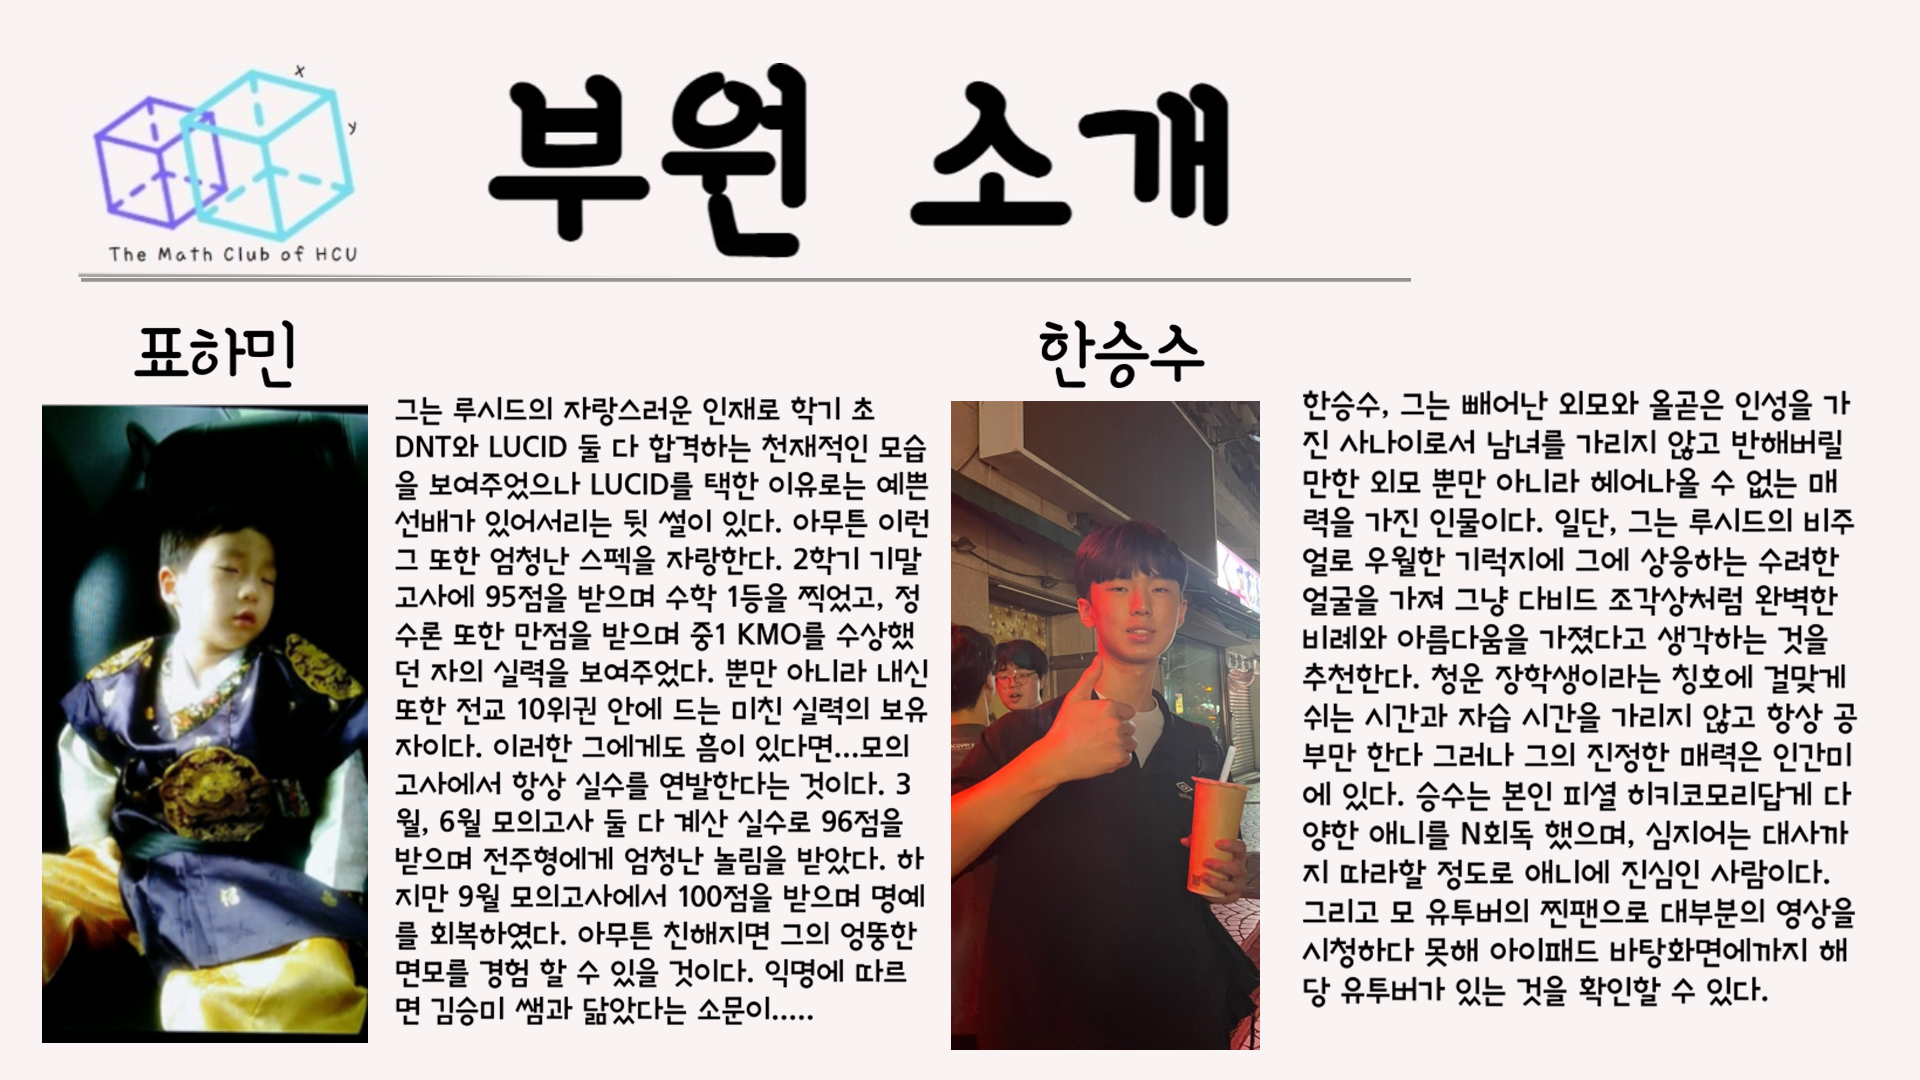 부원 소개
x
y
The Math Club of HCU
표하민
그는 루시드의 자랑스러운 인재로 학기 초
DNT와 LUCID 둘 다 합격하는 천재적인 모습
을 보여주었으나 LUCID를 택한 이유로는 예쁜
선배가 있어서리는 뒷 썰이 있다. 아무튼 이런
그 또한 엄청난 스펙을 자랑한다. 2학기 기말
고사에 95점을 받으며 수학 1등을 찍었고, 정
수론 또한 만점을 받으며 중1 KMO를 수상했
던 자의 실력을 보여주었다. 뿐만 아니라 내신
또한 전교 10위권 안에 드는 미친 실력의 보유
자이다. 이러한 그에게도 흠이 있다면...모의
고사에서 항상 실수를 연발한다는 것이다. 3
월, 6월 모의고사 둘 다 계산 실수로 96점을
받으며 전주형에게 엄청난 놀림을 받았다. 하
지만 9월 모의고사에서 100점을 받으며 명예
를 회복하였다. 아무튼 친해지면 그의 엉뚱한
면모를 경험 할 수 있을 것이다. 익명에 따르
면 김승미 쌤과 닮았다는 소문이.....
한승수
한승수, 그는 빼어난 외모와 올곧은 인성을 가
진 사나이로서 남녀를 가리지 않고 반해버릴
만한 외모 뿐만 아니라 헤어나올 수 없는 매
력을 가진 인물이다. 일단, 그는 루시드의 비주
얼로 우월한 기럭지에 그에 상응하는 수려한
얼굴을 가져 그냥 다비드 조각상처럼 완벽한
비례와 아름다움을 가졌다고 생각하는 것을
추천한다. 청운 장학생이라는 칭호에 걸맞게
쉬는 시간과 자습 시간을 가리지 않고 항상 공
부만 한다 그러나 그의 진정한 매력은 인간미
에 있다. 승수는 본인 피셜 히키코모리답게 다
양한 애니를 N회독 했으며, 심지어는 대사까
지 따라할 정도로 애니에 진심인 사람이다.
그리고 모 유투버의 찐팬으로 대부분의 영상을
시청하다 못해 아이패드 바탕화면에까지 해
당 유투버가 있는 것을 확인할 수 있다.